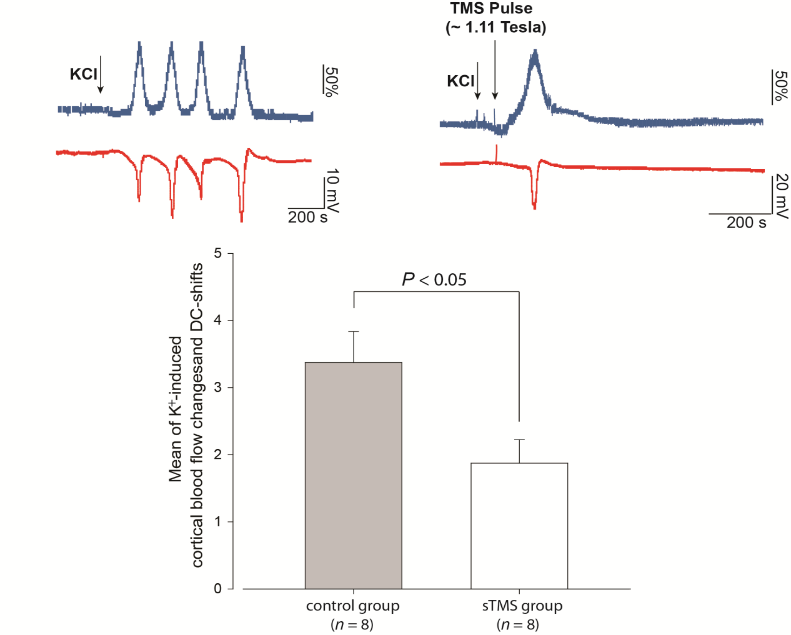 KCl
50%
10 mV
200 s
TMS Pulse
(~ 1.11 Tesla)
KCl
50%
20 mV
200 s
Mean of K⁺-induced
cortical blood flow changesand DC-shifts
5
4
3
2
1
0
P < 0.05
control group
(n = 8)
sTMS group
(n = 8)